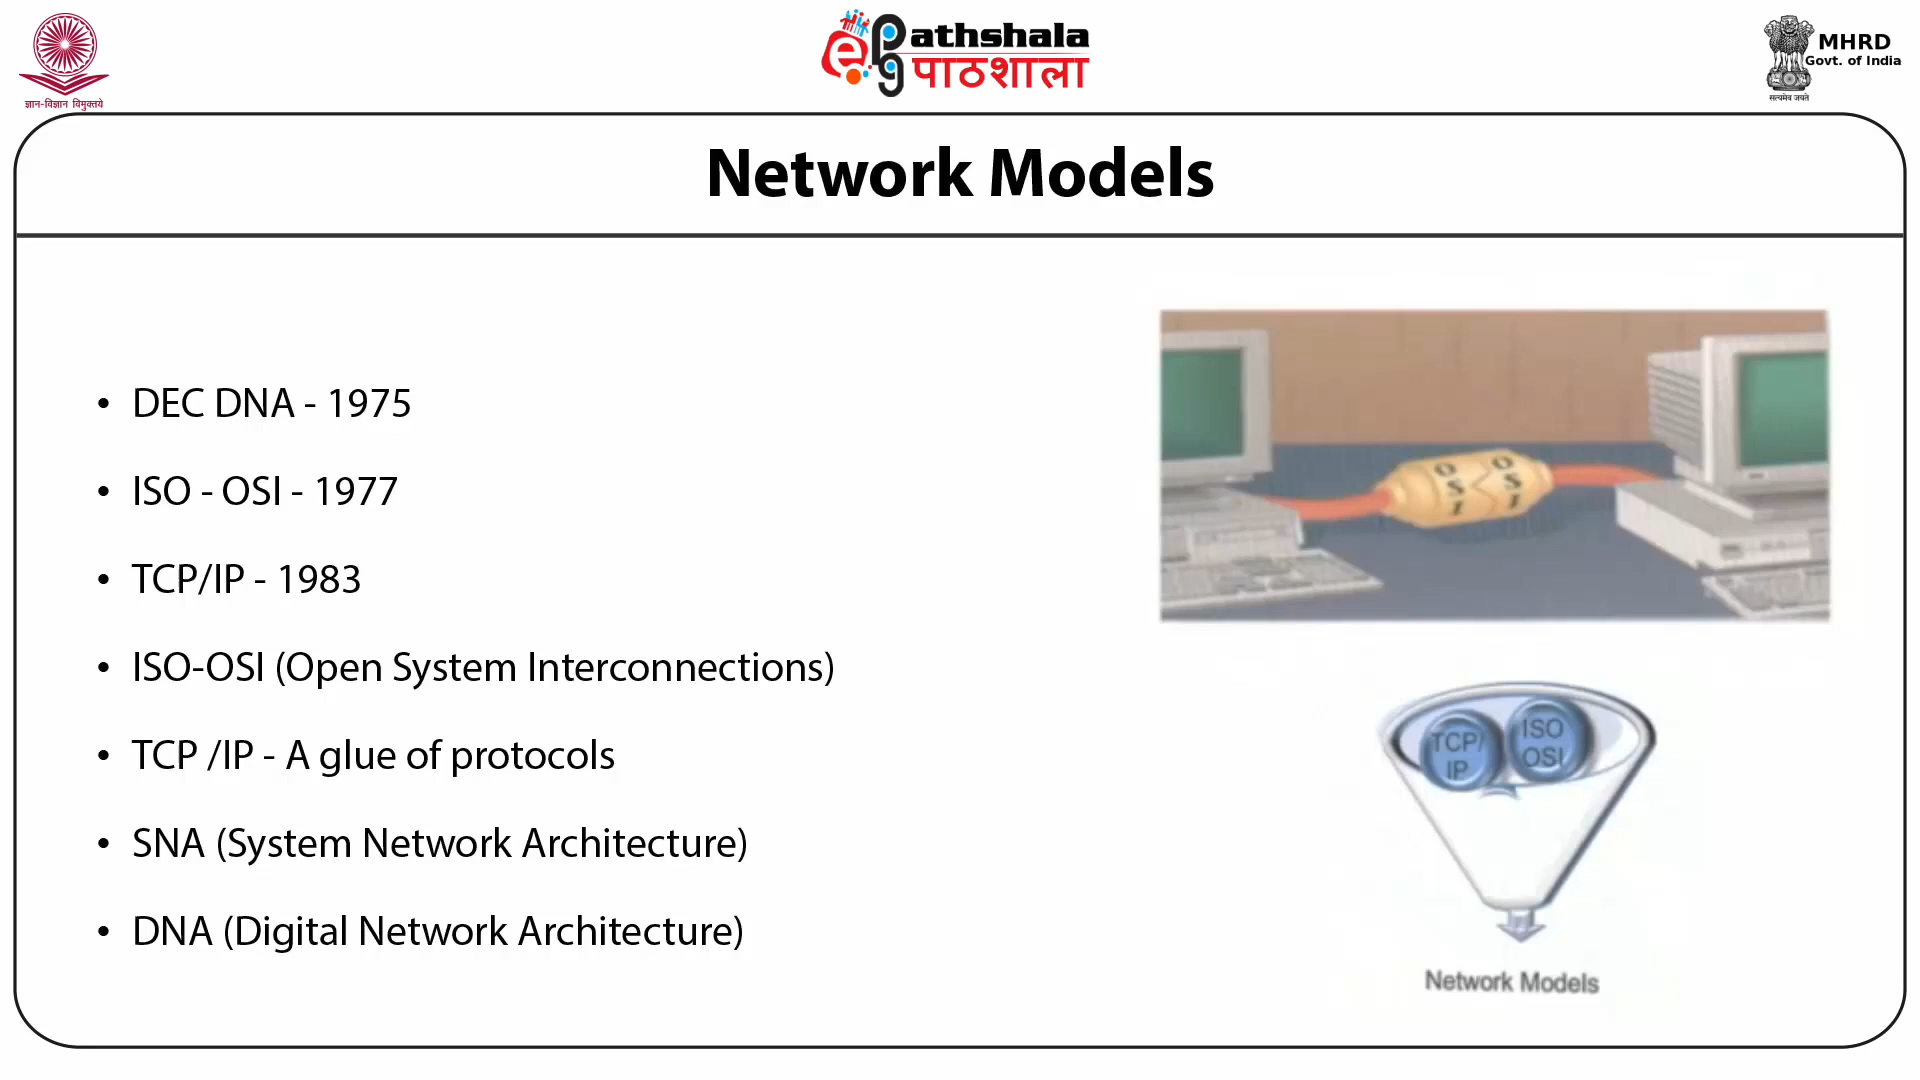 ज्ञान-विज्ञान विमुक्तये
epg Pathshala
पाठशाला
MHRD
Govt. of India
सत्यमेव जयते
Network Models
• DEC DNA - 1975
• ISO - OSI - 1977
• TCP/IP - 1983
• ISO-OSI (Open System Interconnections)
• TCP /IP - A glue of protocols
• SNA (System Network Architecture)
• DNA (Digital Network Architecture)
OSI
OSI
TCP/
IP
ISO
OSI
Network Models